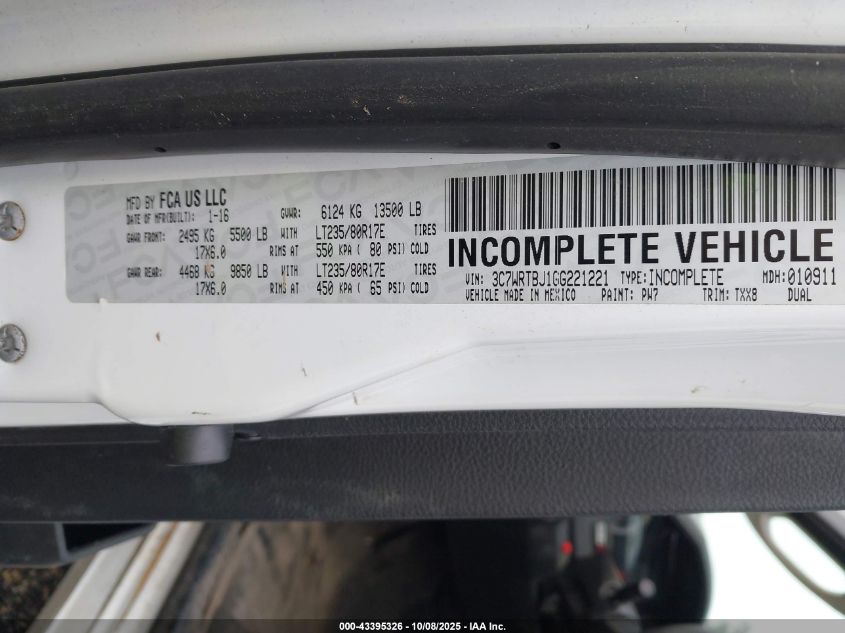 MFD BY FCA US LLC
DATE OF MFR(BUILT): 1-16 GVWR: 6124 KG 13500 LB
GAWR FRONT: 2495 KG 5500 LB WITH LT235/80R17E TIRES
17X6.0 RIMS AT 550 KPA ( 80 PSI) COLD
GAWR REAR: 4468 KG 9850 LB WITH LT235/80R17E TIRES
17X6.0 RIMS AT 450 KPA ( 65 PSI) COLD
INCOMPLETE VEHICLE
VIN: 3C7WRTBJ1GG221221 TYPE: INCOMPLETE MDH: 010911
VEHICLE MADE IN MEXICO PAINT: PW7 TRIM: TXX8 DUAL
000-43395326 - 10/08/2025 - IAA Inc.